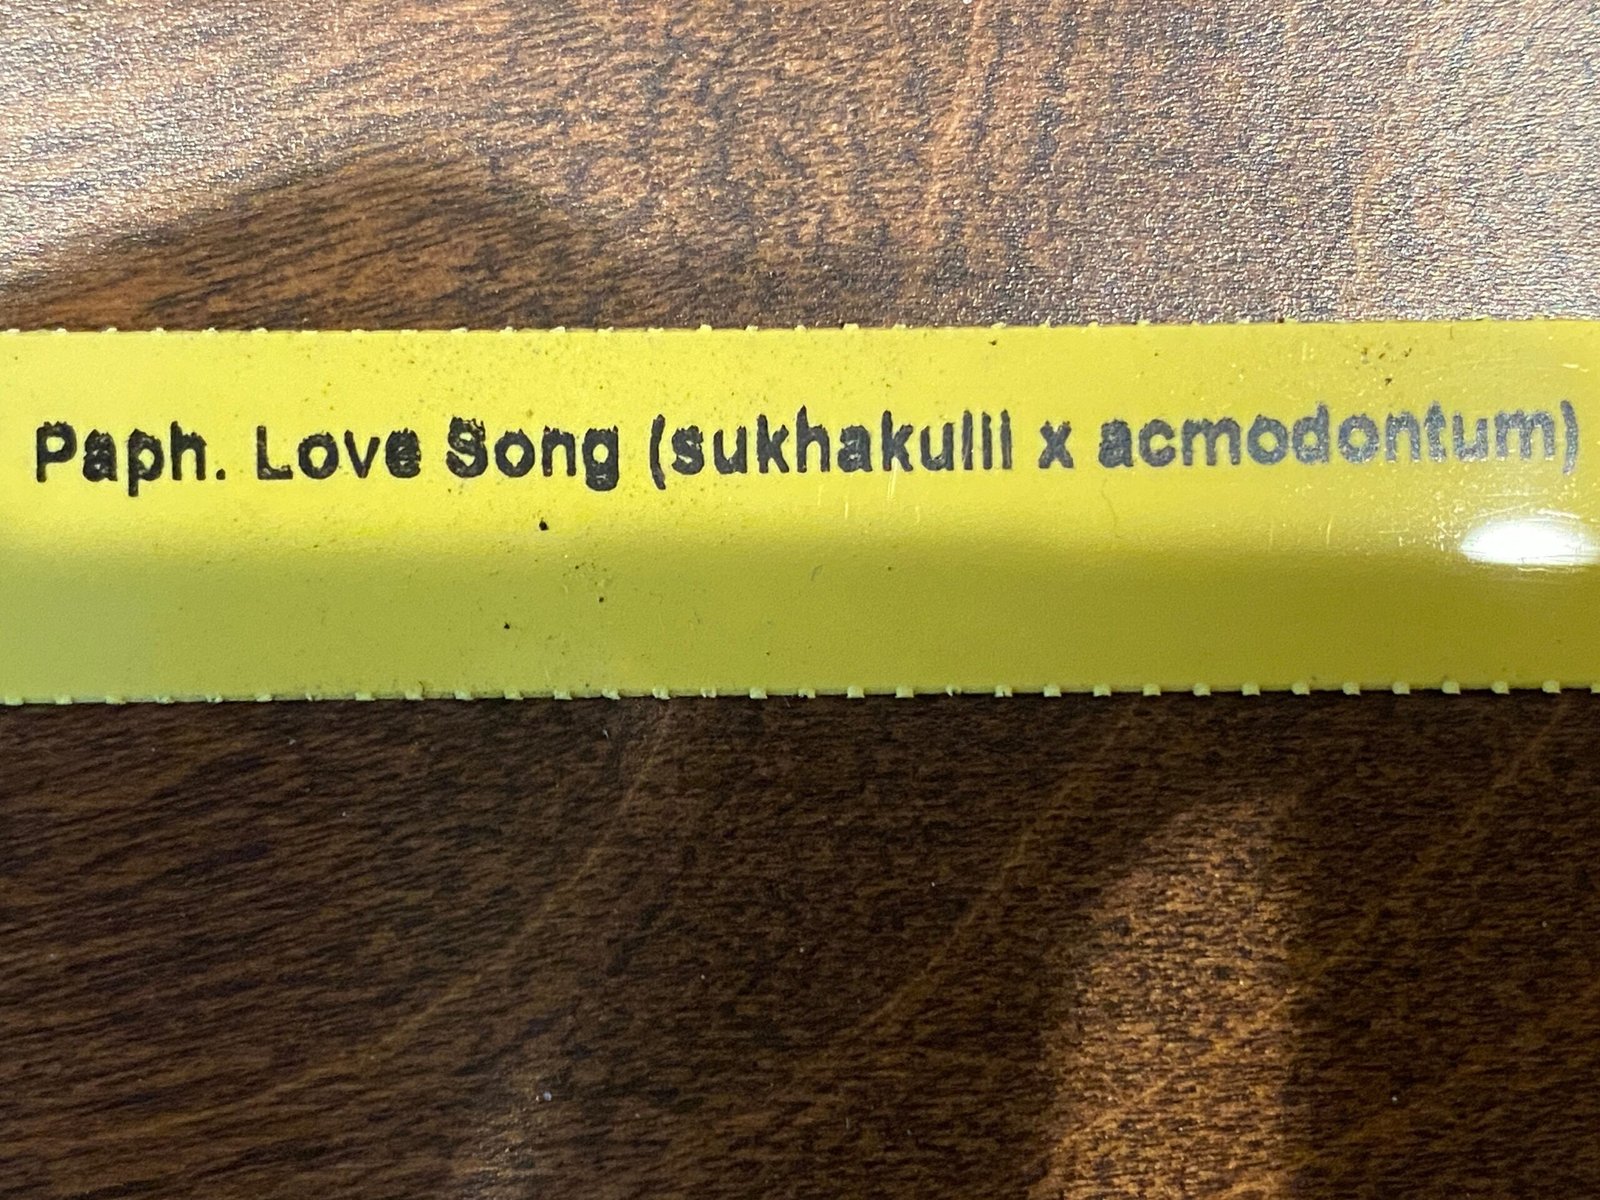 Paph. Love Song (sukhakulii x acmodontum)